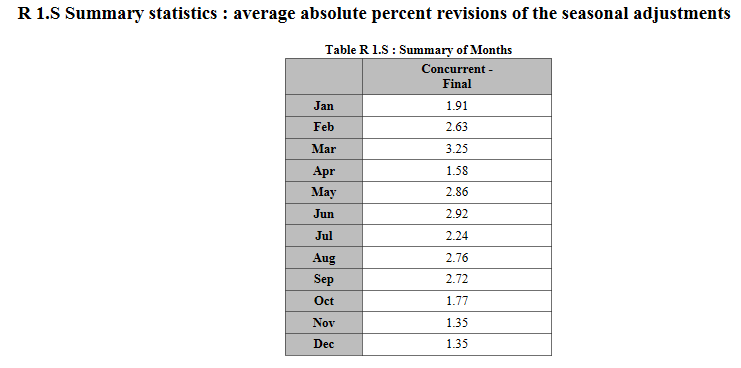 R 1.S Summary statistics : average absolute percent revisions of the seasonal adjustments
Table R 1.S : Summary of Months
Concurrent -
Final
Jan 1.91
Feb 2.63
Mar 3.25
Apr 1.58
May 2.86
Jun 2.92
Jul 2.24
Aug 2.76
Sep 2.72
Oct 1.77
Nov 1.35
Dec 1.35